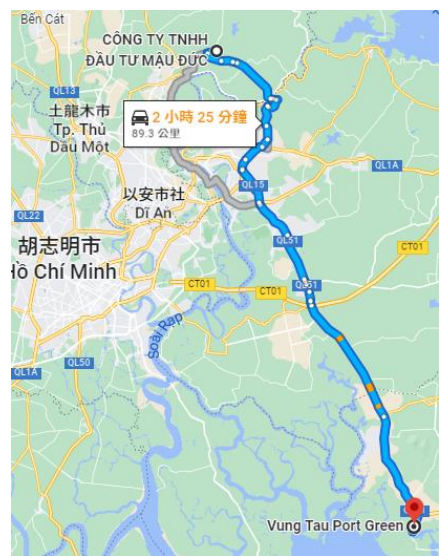 Bến Cát
CÔNG TY TNHH
ĐẦU TƯ MẬU ĐỨC
QL13
土龍木市
Tp. Thủ
Dầu Một
2 小時 25 分鐘
89.3 公里
QL1A
QL15
以安市社
Dĩ An
QL22
QL51
胡志明市
Hồ Chí Minh
CT01
CT01
QL51
Soài Rạp
QL50
QL1A
Vung Tau Port Green